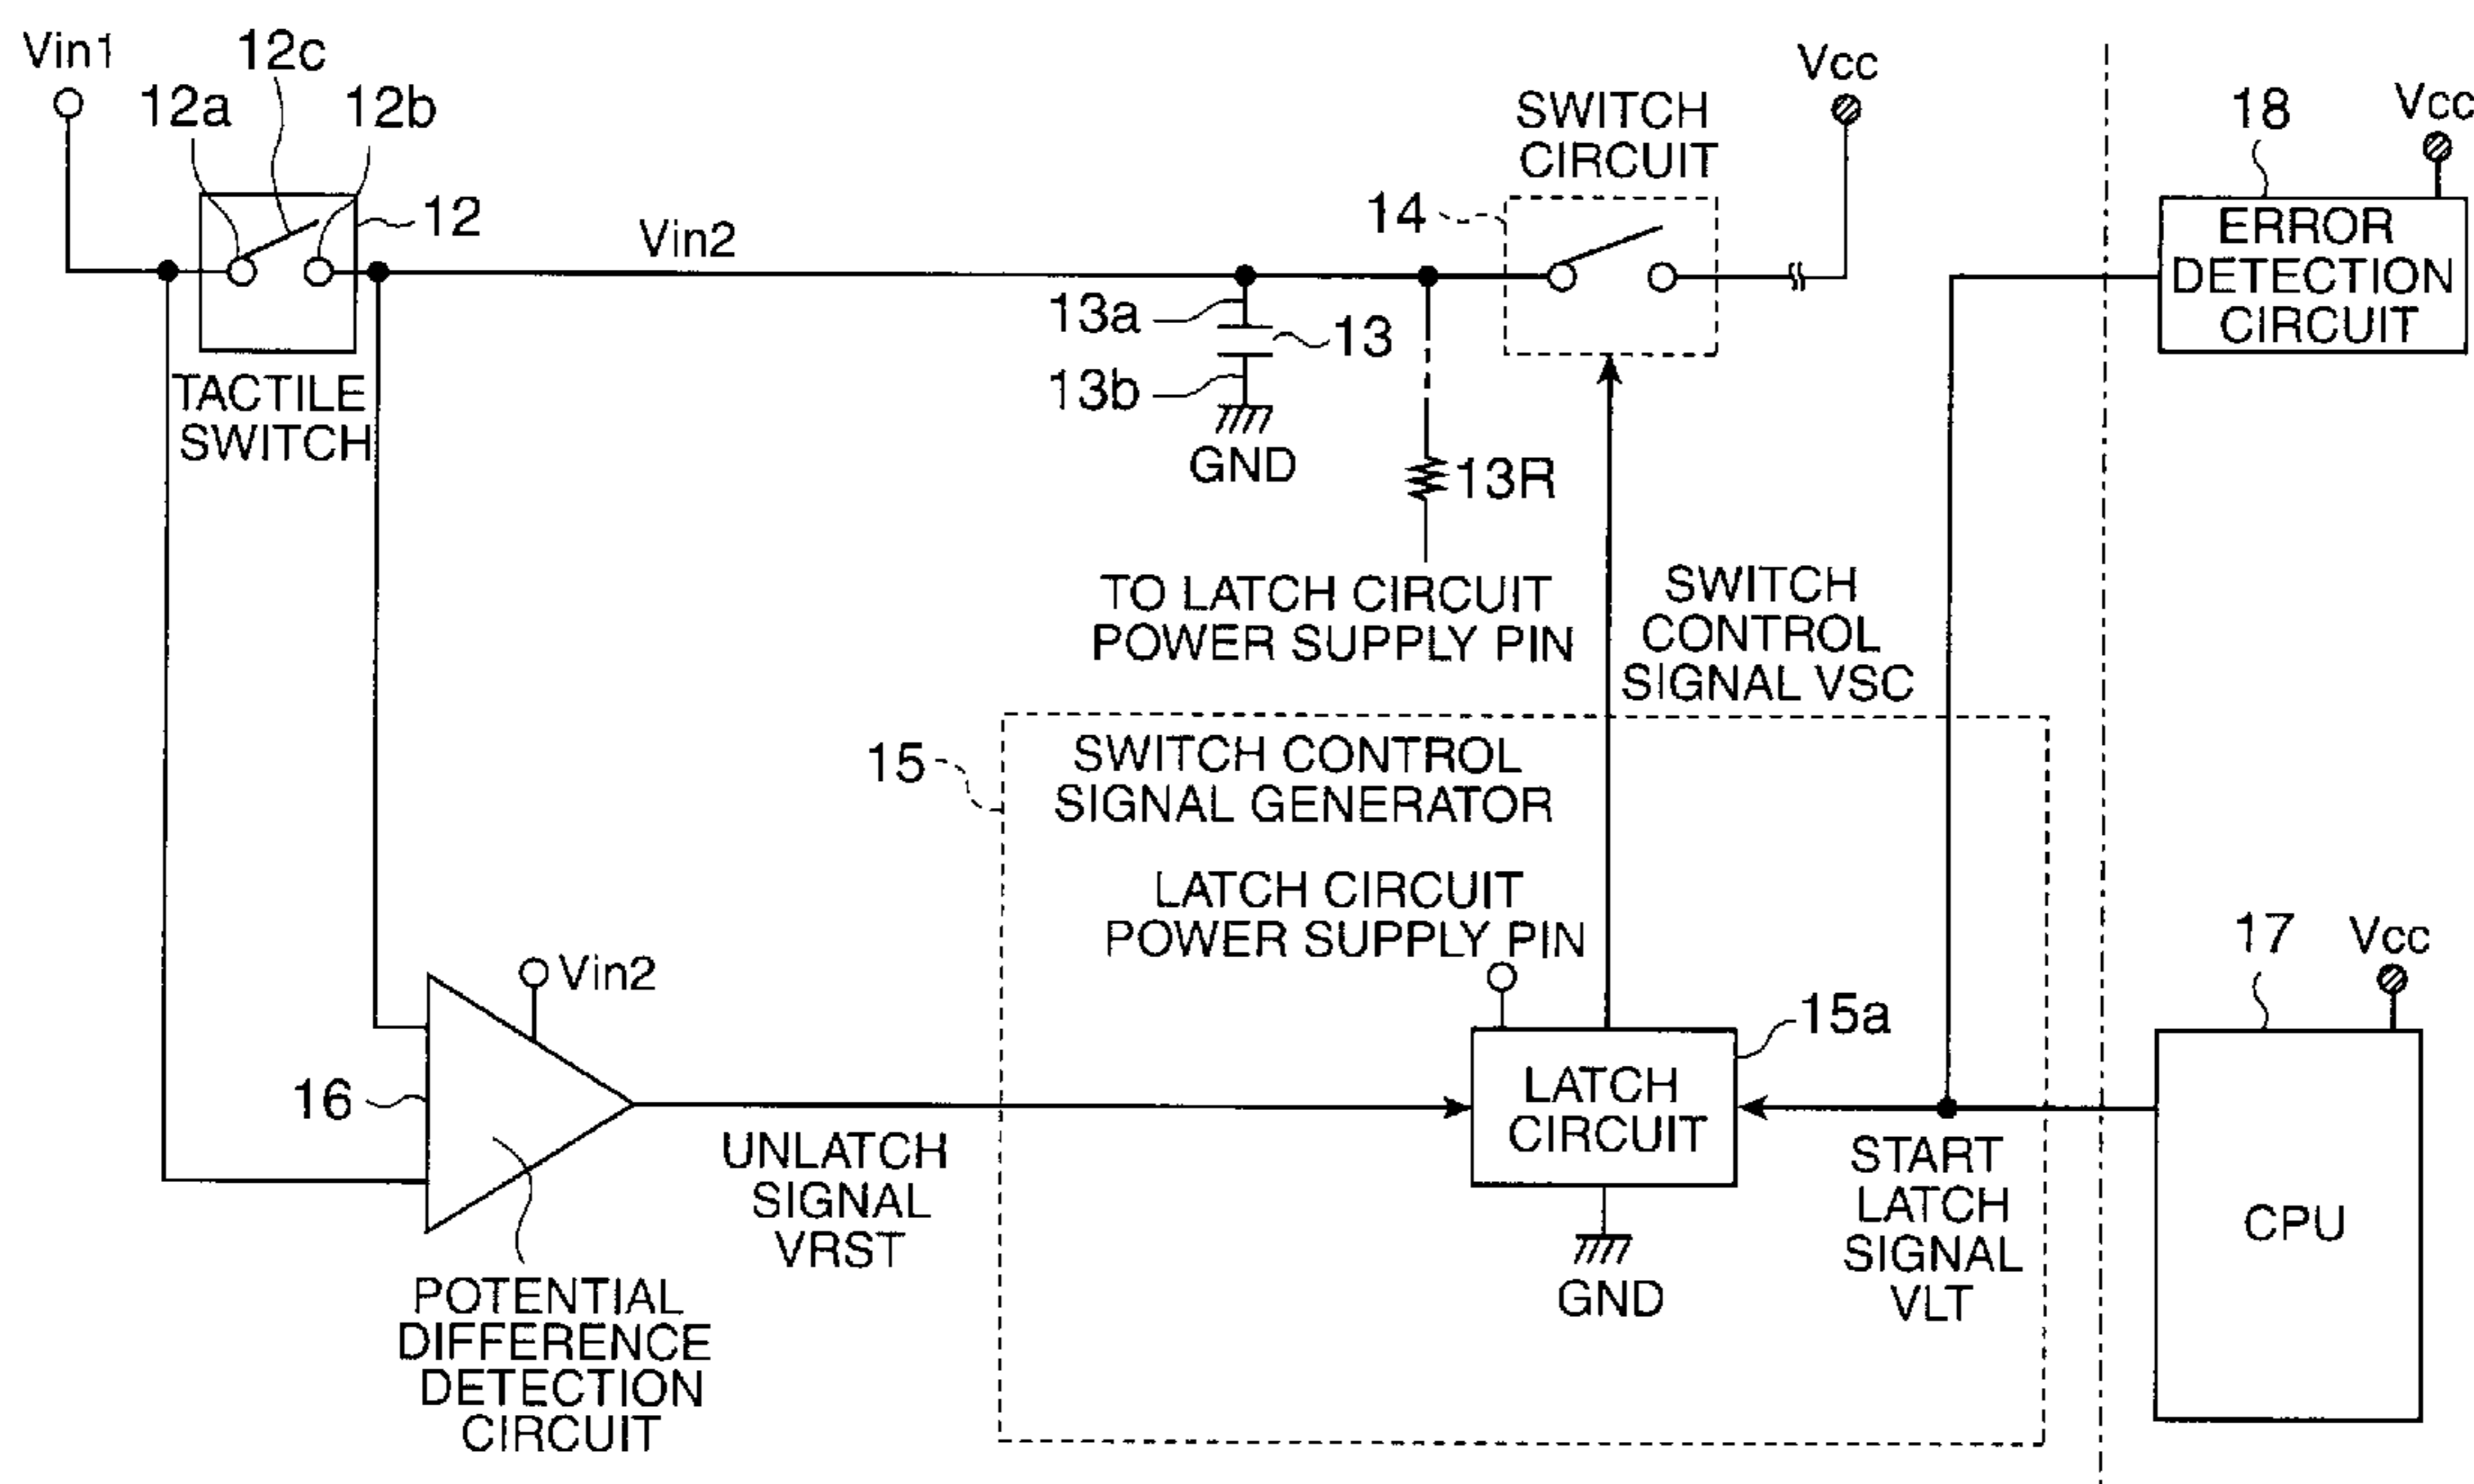 Vin1
12c
12a
12b
12
TACTILE
SWITCH
Vin2
13a
13
13b
GND
13R
TO LATCH CIRCUIT
POWER SUPPLY PIN
SWITCH
CIRCUIT
14
Vcc
18
Vcc
ERROR
DETECTION
CIRCUIT
SWITCH
CONTROL
SIGNAL VSC
15
SWITCH CONTROL
SIGNAL GENERATOR
LATCH CIRCUIT
POWER SUPPLY PIN
15a
LATCH
CIRCUIT
GND
START
LATCH
SIGNAL
VLT
17
Vcc
CPU
Vin2
16
UNLATCH
SIGNAL
VRST
POTENTIAL
DIFFERENCE
DETECTION
CIRCUIT